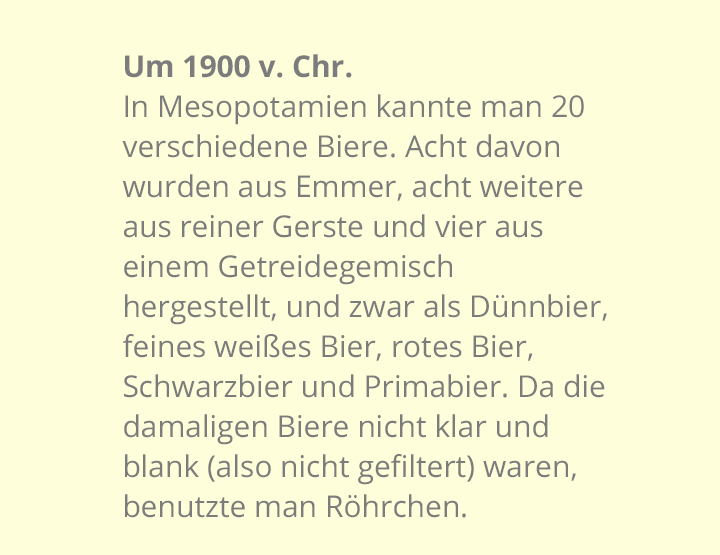 Um 1900 v. Chr.
In Mesopotamien kannte man 20
verschiedene Biere. Acht davon
wurden aus Emmer, acht weitere
aus reiner Gerste und vier aus
einem Getreidegemisch
hergestellt, und zwar als Dünnbier,
feines weißes Bier, rotes Bier,
Schwarzbier und Primabier. Da die
damaligen Biere nicht klar und
blank (also nicht gefiltert) waren,
benutzte man Röhrchen.